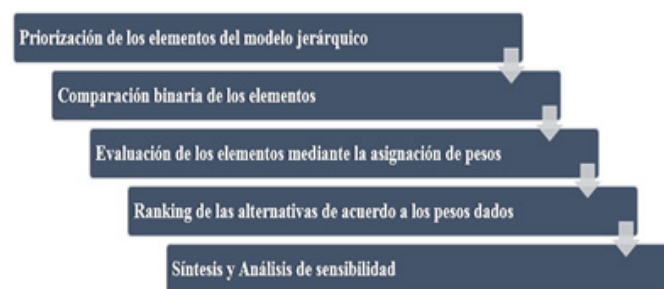 Priorización de los elementos del modelo jerárquico
Comparación binaria de los elementos
Evaluación de los elementos mediante la asignación de pesos
Ranking de las alternativas de acuerdo a los pesos dados
Síntesis y Análisis de sensibilidad